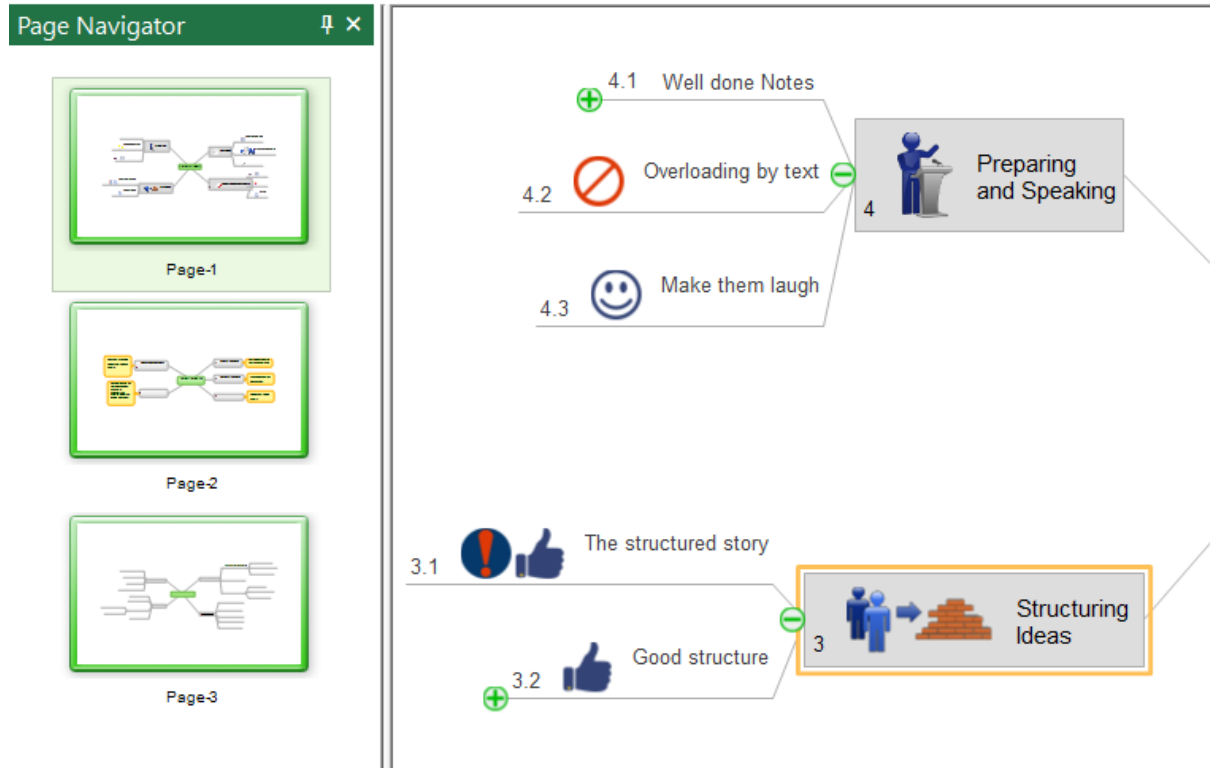 Page Navigator
Page-1
Page-2
Page-3
4.1 Well done Notes
4.2 Overloading by text
4.3 Make them laugh
4 Preparing
and Speaking
3.1 The structured story
3.2 Good structure
3 Structuring
Ideas